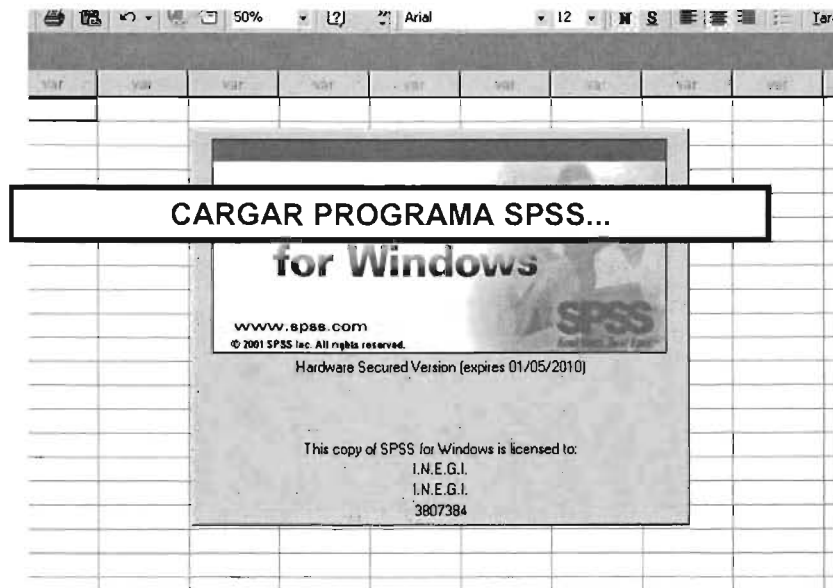 50% Arial 12 N S
var var var var var var var var var
CARGAR PROGRAMA SPSS...
for Windows
www.spss.com
SPSS
© 2001 SPSS Inc. All rights reserved.
Hardware Secured Version (expires 01/05/2010)
This copy of SPSS for Windows is licensed to:
I.N.E.G.I.
I.N.E.G.I.
3807384